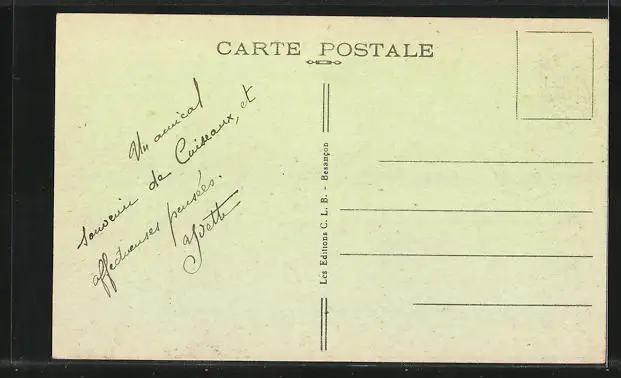 CARTE POSTALE
Un amical
souvenir de Cuiseaux, et
affectueuses pensées.
Yvette
Les Editions C. L. B. - Besançon